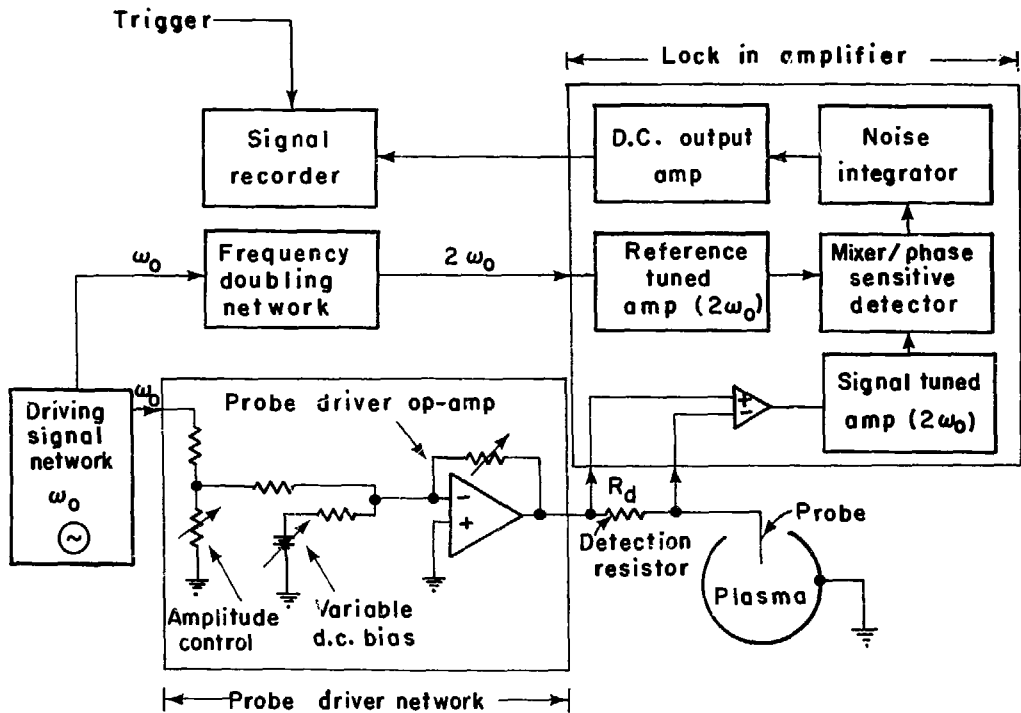 Trigger
Lock in amplifier
Signal
recorder
D.C. output
amp
Noise
integrator
ω₀
Frequency
doubling
network
2ω₀
Reference
tuned
amp (2ω₀)
Mixer/phase
sensitive
detector
Driving
signal
network
ω₀
ω₀
Probe driver op-amp
+
−
Signal tuned
amp (2ω₀)
−
+
R_d
Detection
resistor
Probe
Plasma
Amplitude
control
Variable
d.c. bias
Probe driver network